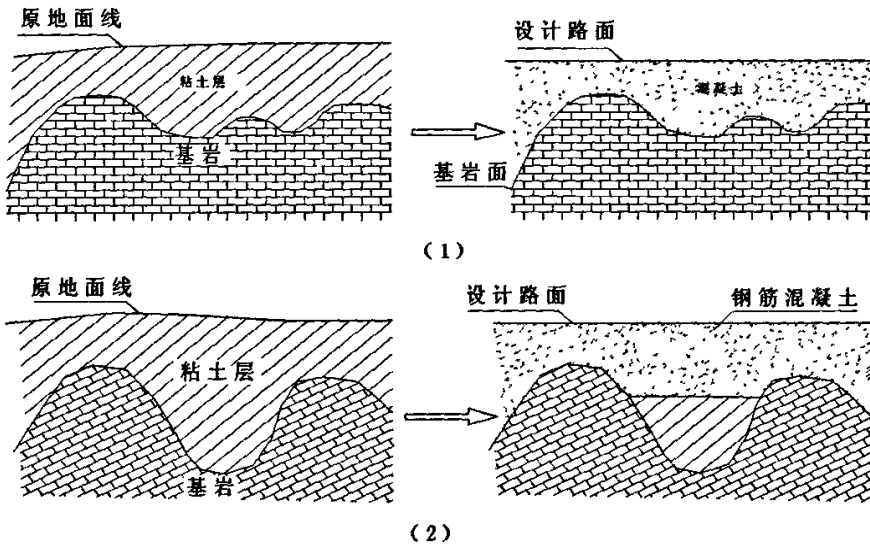 原地面线
粘土层
基岩
设计路面
混凝土
基岩面
(1)
原地面线
粘土层
基岩
设计路面
钢筋混凝土
(2)